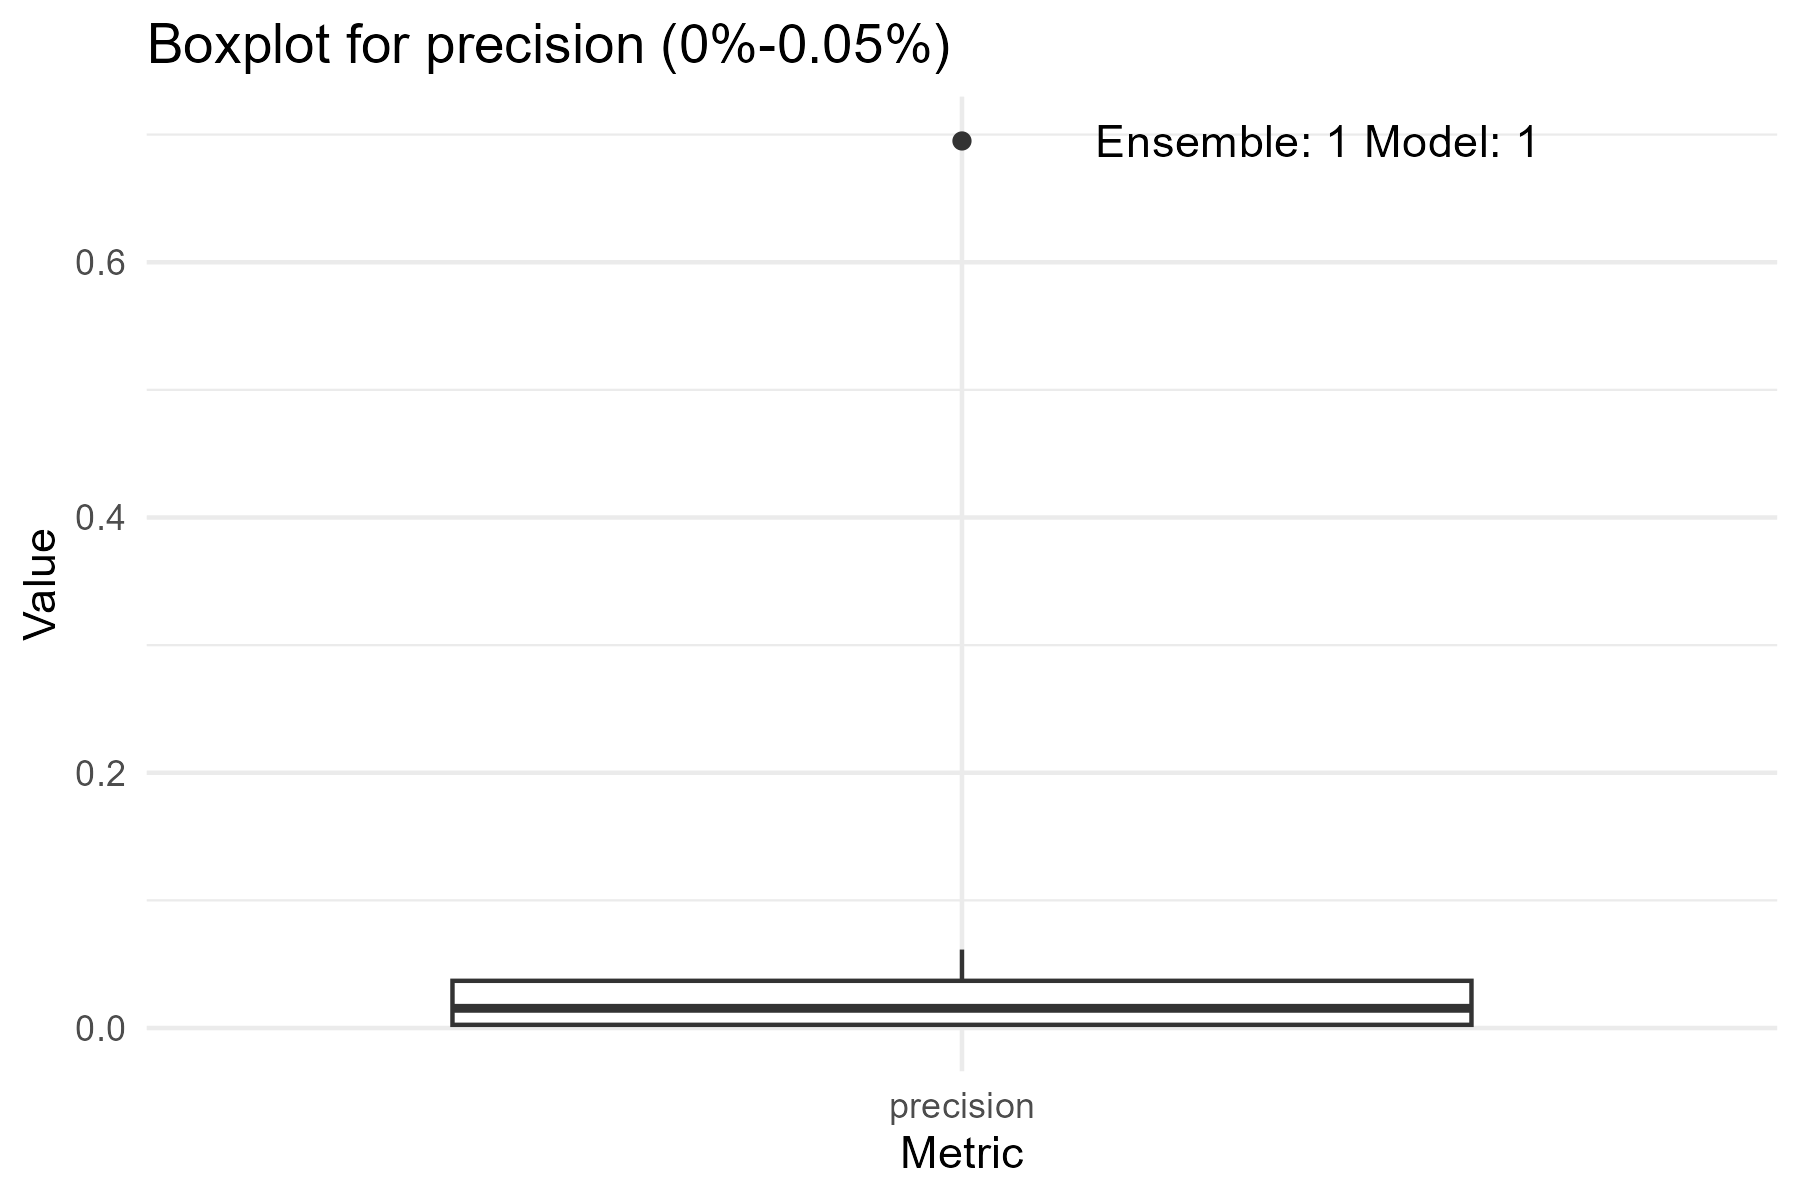 Boxplot for precision (0%-0.05%)
Ensemble: 1 Model: 1
0.6
0.4
0.2
0.0
Value
precision
Metric